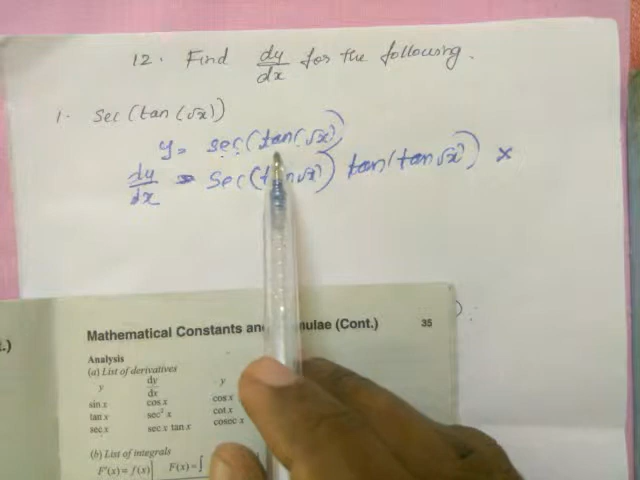 12. Find dy/dx for the following.
1. Sec(tan(√x))
y = sec(tan(√x))
dy/dx = Sec(tan√x) tan(tan√x) ×
Mathematical Constants and Formulae (Cont.) 35
Analysis
(a) List of derivatives
y dy/dx y
sin x cos x cos x
tan x sec² x cot x
sec x sec x tan x cosec x
(b) List of integrals
F'(x) = f(x) F(x) = ∫